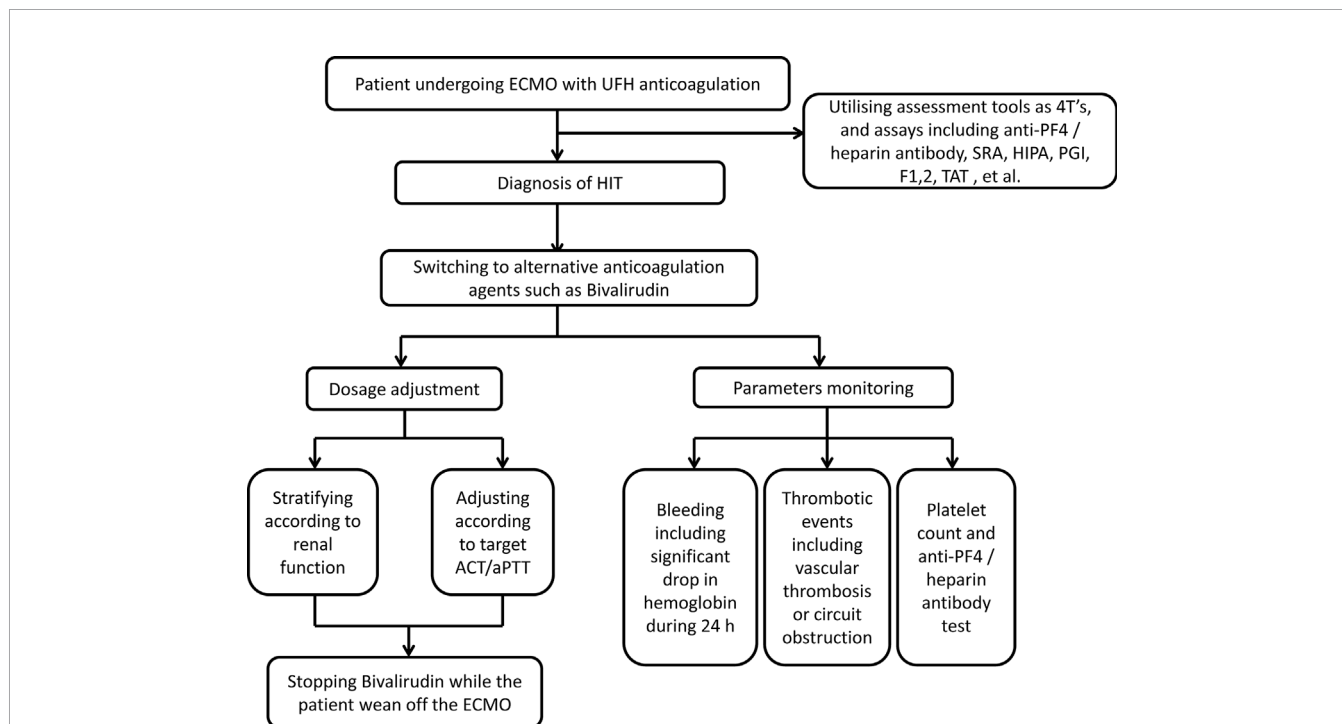 Patient undergoing ECMO with UFH anticoagulation
Utilising assessment tools as 4T's,
and assays including anti-PF4 /
heparin antibody, SRA, HIPA, PGI,
F1,2, TAT , et al.
Diagnosis of HIT
Switching to alternative anticoagulation
agents such as Bivalirudin
Dosage adjustment
Parameters monitoring
Stratifying
according to
renal
function
Adjusting
according
to target
ACT/aPTT
Bleeding
including
significant
drop in
hemoglobin
during 24 h
Thrombotic
events
including
vascular
thrombosis
or circuit
obstruction
Platelet
count and
anti-PF4 /
heparin
antibody
test
Stopping Bivalirudin while the
patient wean off the ECMO